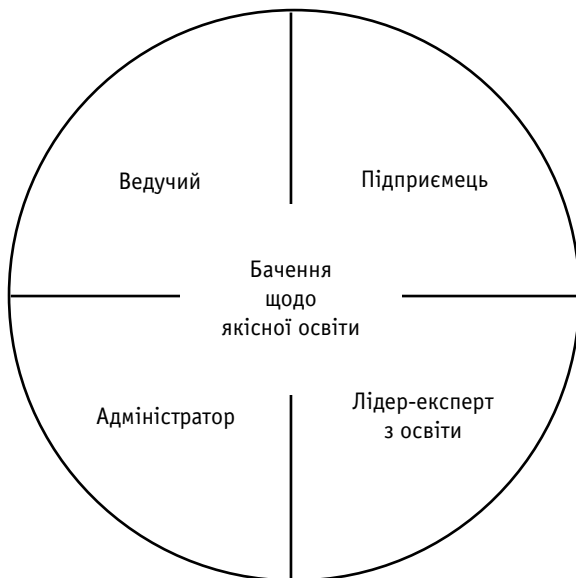 Ведучий
Підприємець
Бачення
щодо
якісної освіти
Адміністратор
Лідер-експерт
з освіти